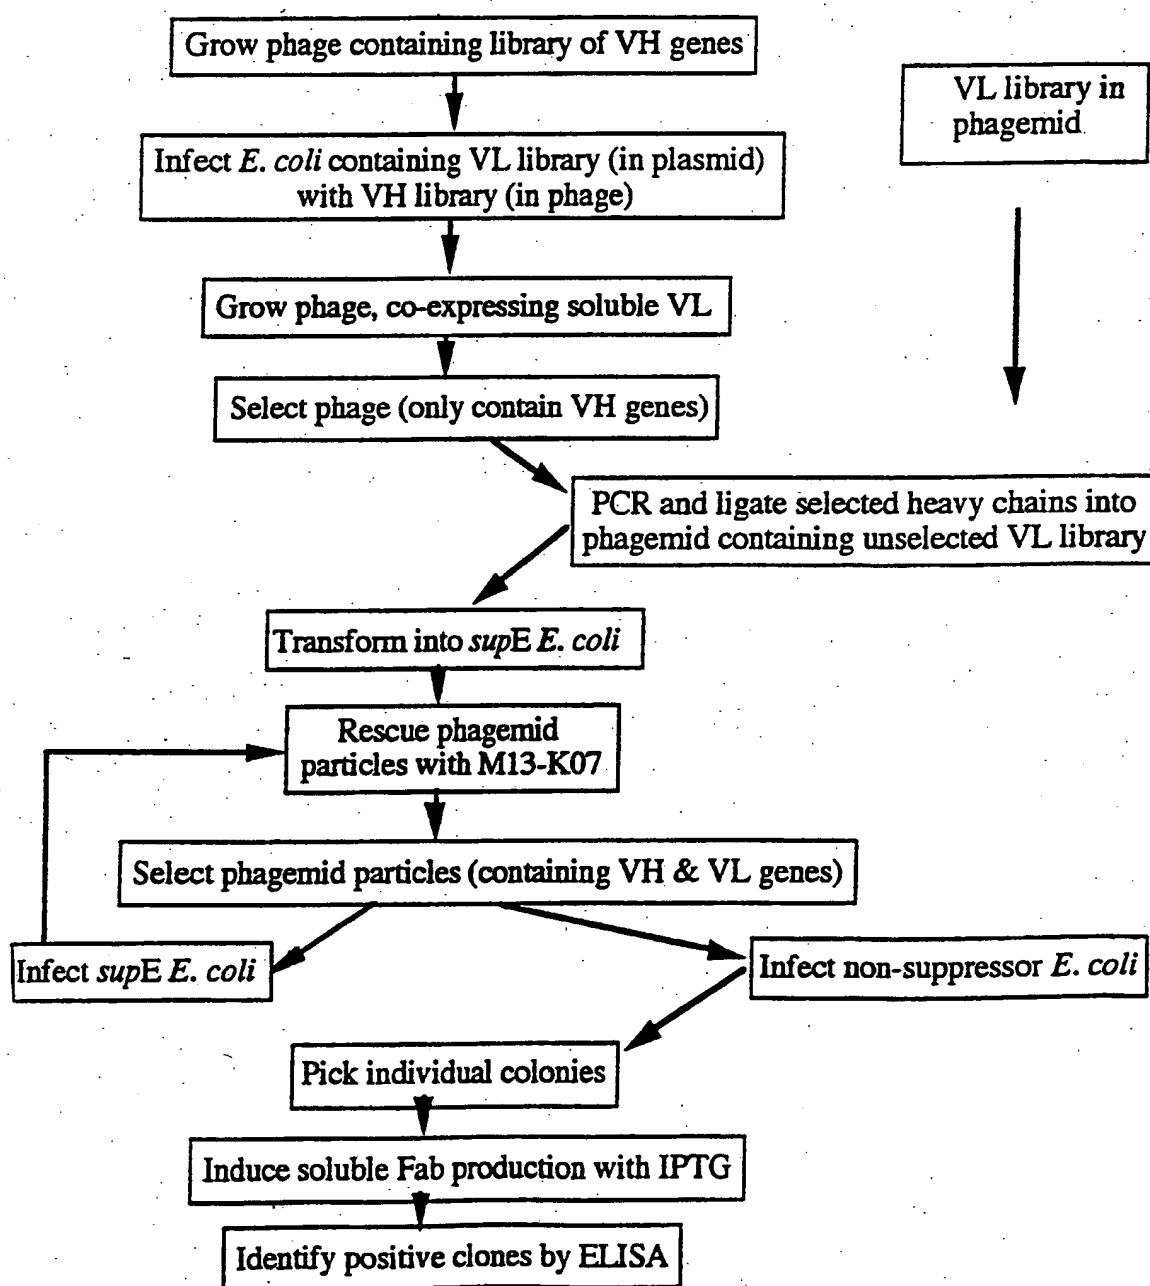 Grow phage containing library of VH genes
VL library in
phagemid
Infect E. coli containing VL library (in plasmid)
with VH library (in phage)
Grow phage, co-expressing soluble VL
Select phage (only contain VH genes)
PCR and ligate selected heavy chains into
phagemid containing unselected VL library
Transform into supE E. coli
Rescue phagemid
particles with M13-K07
Select phagemid particles (containing VH & VL genes)
Infect supE E. coli
Infect non-suppressor E. coli
Pick individual colonies
Induce soluble Fab production with IPTG
Identify positive clones by ELISA